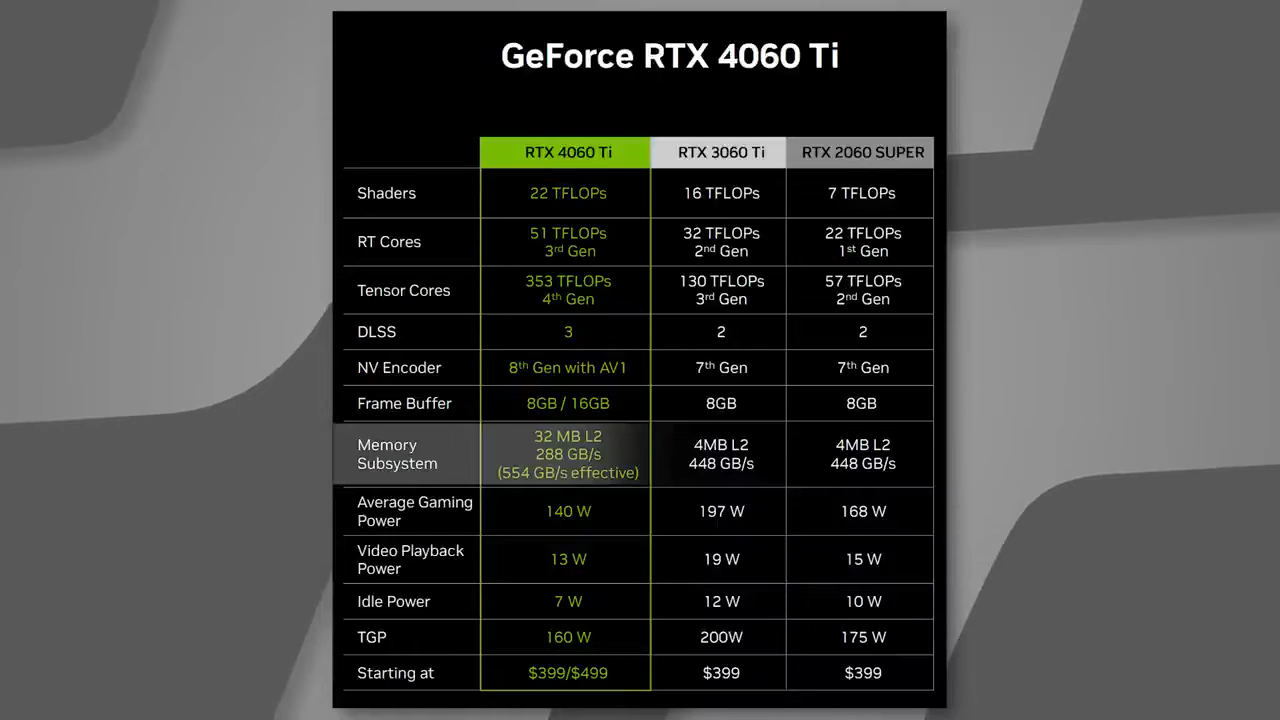 GeForce RTX 4060 Ti
RTX 4060 Ti RTX 3060 Ti RTX 2060 SUPER
Shaders 22 TFLOPs 16 TFLOPs 7 TFLOPs
RT Cores 51 TFLOPs 3rd Gen 32 TFLOPs 2nd Gen 22 TFLOPs 1st Gen
Tensor Cores 353 TFLOPs 4th Gen 130 TFLOPs 3rd Gen 57 TFLOPs 2nd Gen
DLSS 3 2 2
NV Encoder 8th Gen with AV1 7th Gen 7th Gen
Frame Buffer 8GB / 16GB 8GB 8GB
Memory Subsystem 32 MB L2 288 GB/s (554 GB/s effective) 4MB L2 448 GB/s 4MB L2 448 GB/s
Average Gaming Power 140 W 197 W 168 W
Video Playback Power 13 W 19 W 15 W
Idle Power 7 W 12 W 10 W
TGP 160 W 200W 175 W
Starting at $399/$499 $399 $399